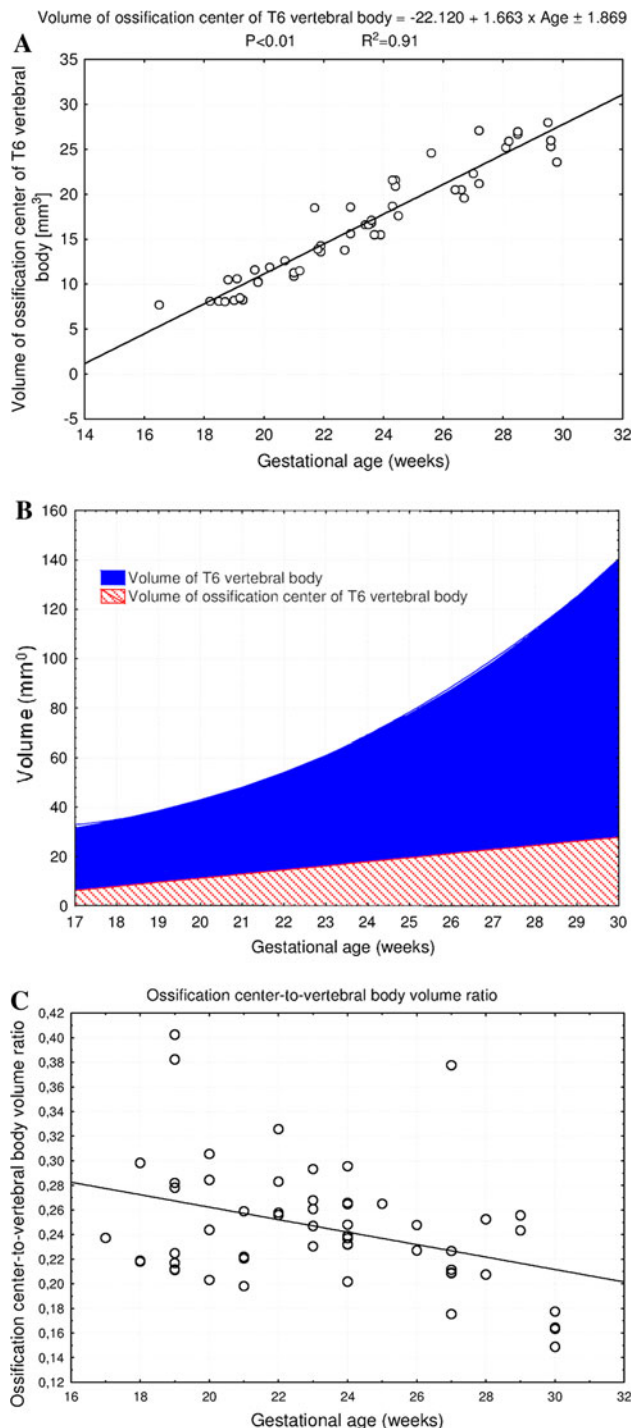 Volume of ossification center of T6 vertebral body = -22.120 + 1.663 x Age ± 1.869
A
P<0.01 R²=0.91
Volume of ossification center of T6 vertebral
body [mm³]
35
30
25
20
15
10
5
0
-5
14 16 18 20 22 24 26 28 30 32
Gestational age (weeks)
B
Volume (mm⁰)
160
140
120
100
80
60
40
20
0
Volume of T6 vertebral body
Volume of ossification center of T6 vertebral body
17 18 19 20 21 22 23 24 25 26 27 28 29 30
Gestational age (weeks)
C
Ossification center-to-vertebral body volume ratio
Ossification center-to-vertebral body volume ratio
0,42
0,40
0,38
0,36
0,34
0,32
0,30
0,28
0,26
0,24
0,22
0,20
0,18
0,16
0,14
0,12
16 18 20 22 24 26 28 30 32
Gestational age (weeks)